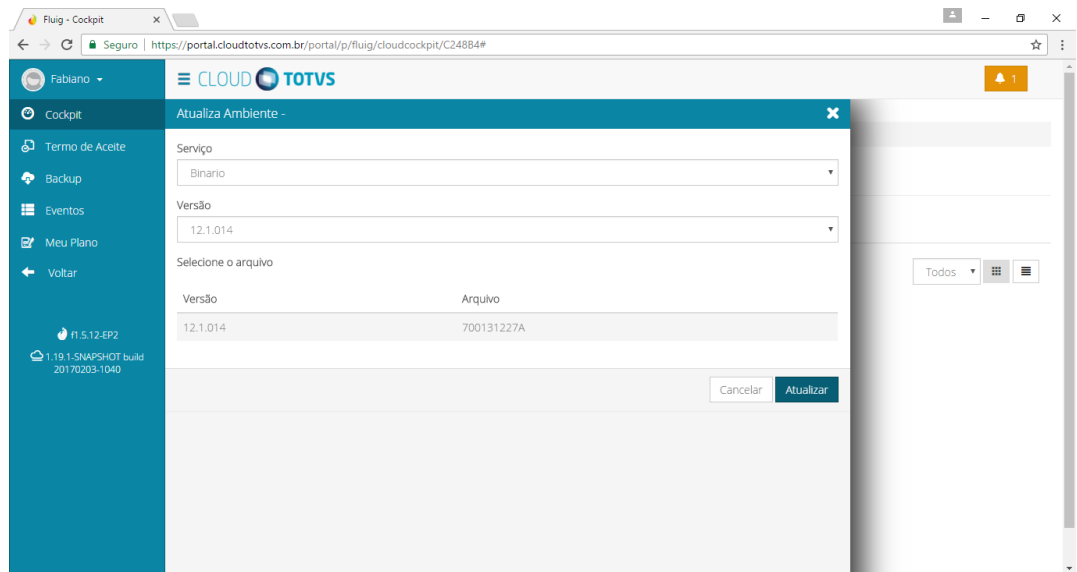 Fluig - Cockpit
Seguro | https://portal.cloudtotvs.com.br/portal/p/fluig/cloudcockpit/C248B4#
Fabiano
CLOUD TOTVS
1
Cockpit
Termo de Aceite
Backup
Eventos
Meu Plano
Voltar
f1.5.12-EP2
1.19.1-SNAPSHOT build
20170203-1040
Atualiza Ambiente -
Serviço
Binario
Versão
12.1.014
Selecione o arquivo
Versão Arquivo
12.1.014 700131227A
Cancelar Atualizar
Todos